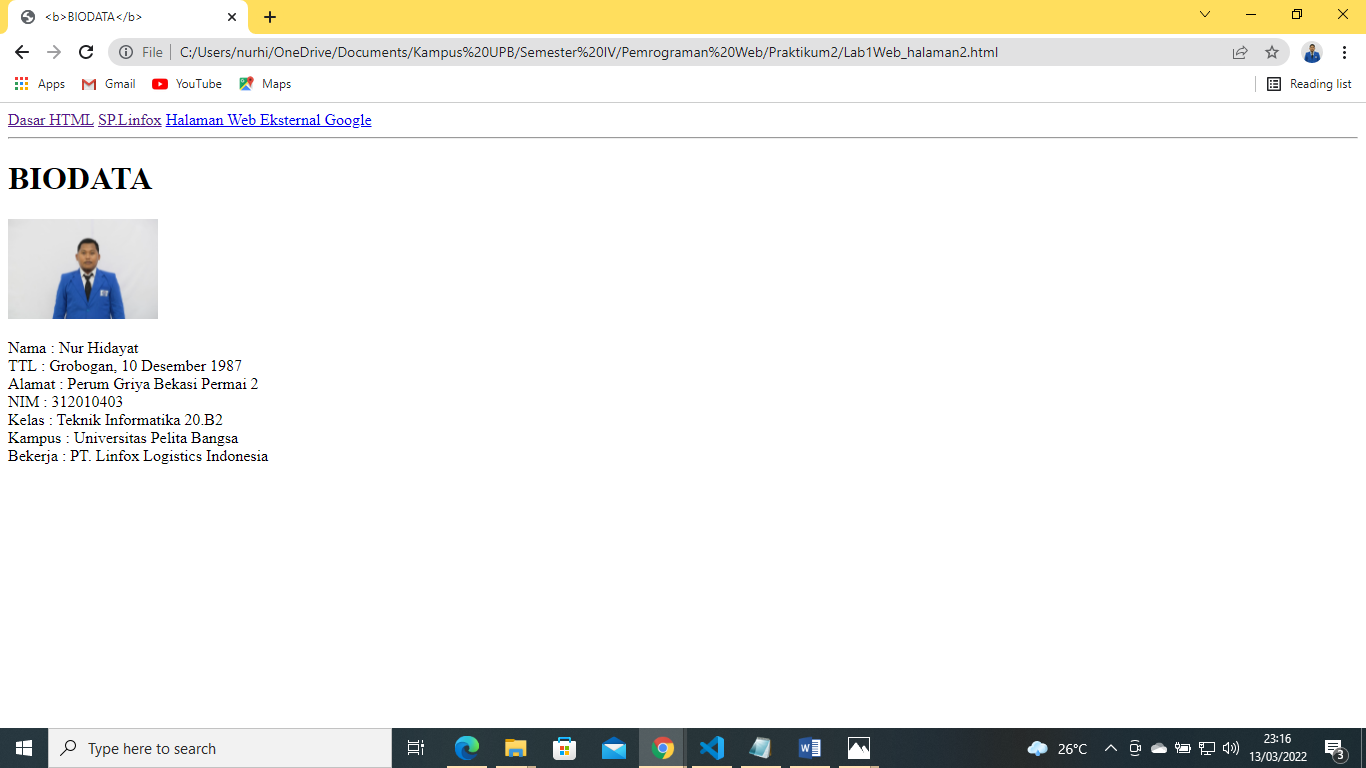 <b>BIODATA</b>
File C:/Users/nurhi/OneDrive/Documents/Kampus%20UPB/Semester%20IV/Pemrograman%20Web/Praktikum2/Lab1Web_halaman2.html
Apps Gmail YouTube Maps Reading list
Dasar HTML SP.Linfox Halaman Web Eksternal Google
BIODATA
Nama : Nur Hidayat
TTL : Grobogan, 10 Desember 1987
Alamat : Perum Griya Bekasi Permai 2
NIM : 312010403
Kelas : Teknik Informatika 20.B2
Kampus : Universitas Pelita Bangsa
Bekerja : PT. Linfox Logistics Indonesia
Type here to search 26°C 23:16
13/03/2022 3